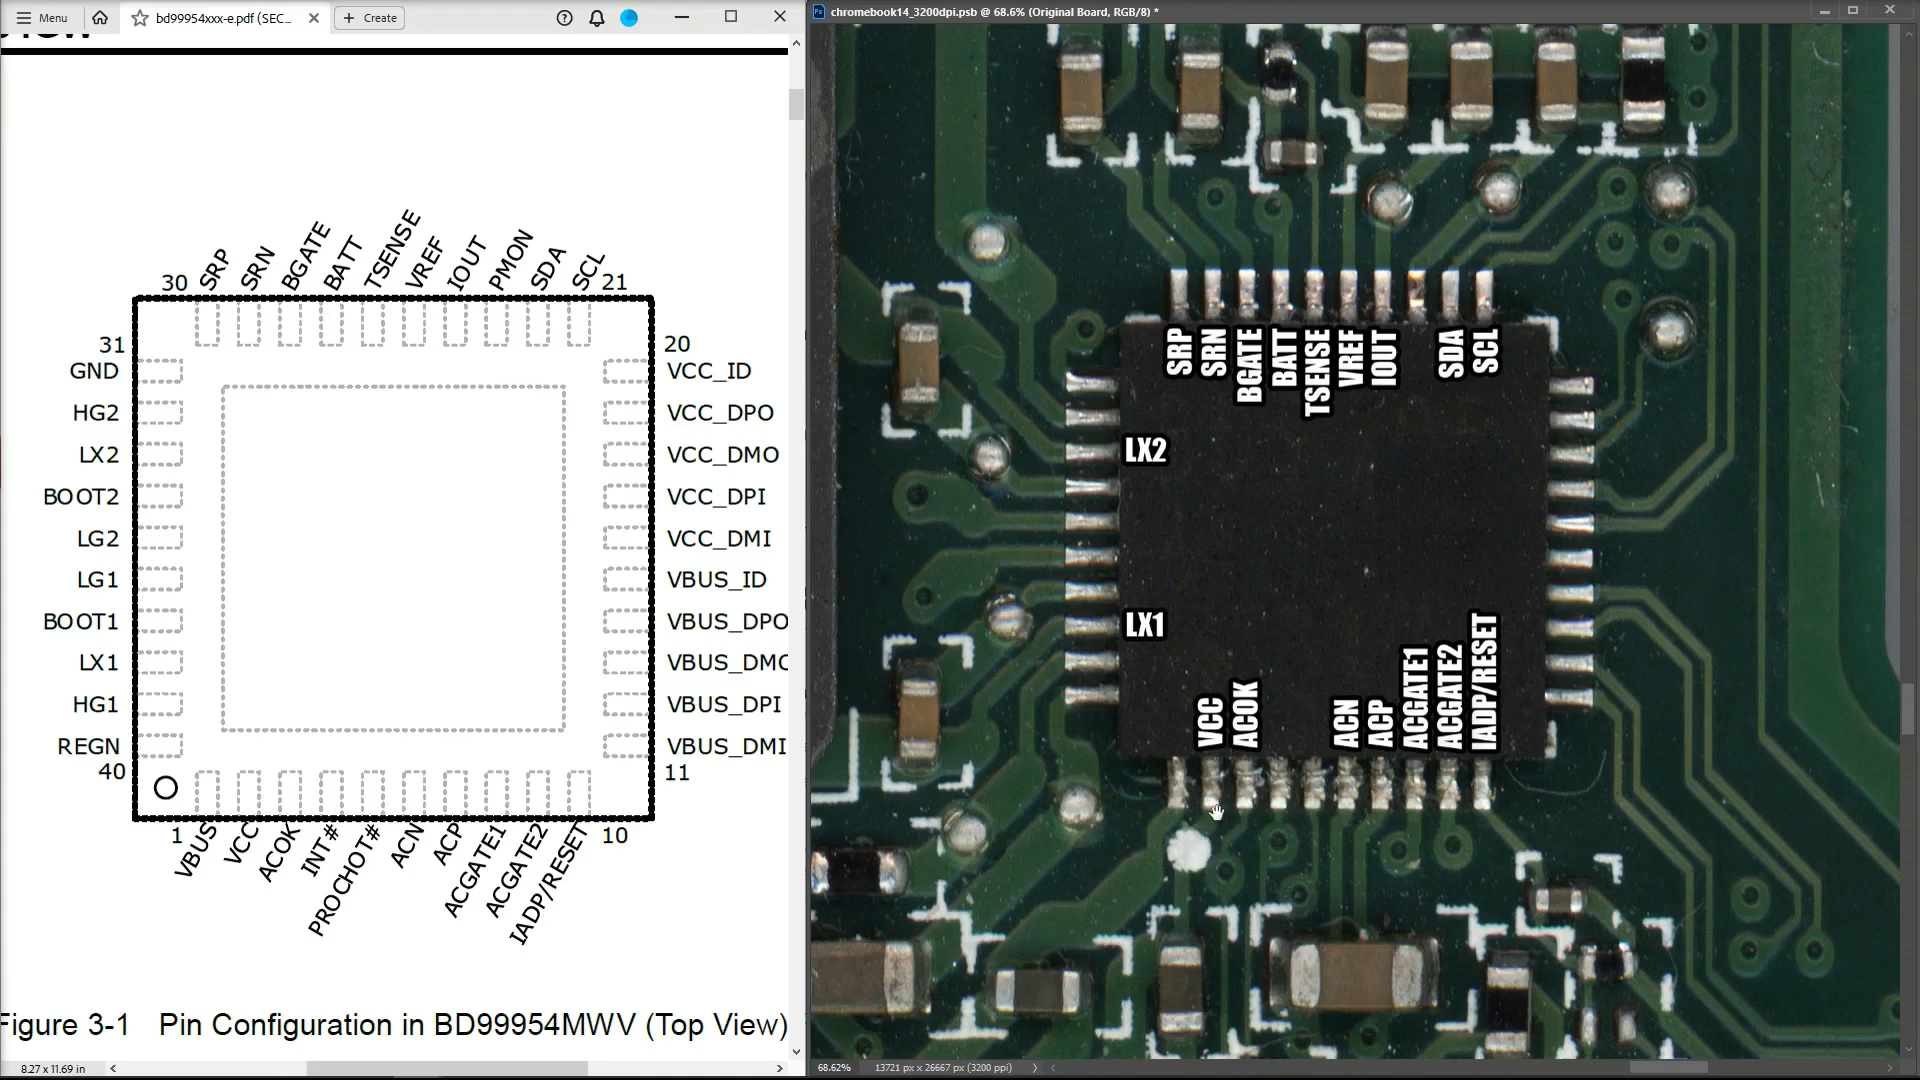 Menu
bd99954xxx-e.pdf (SEC...
Create
chromebook14_3200dpi.psb @ 68.6% (Original Board, RGB/8) *
30
SRP
SRN
BGATE
BATT
TSENSE
VREF
IOUT
PMON
SDA
SCL
21
31
20
GND
VCC_ID
HG2
VCC_DPO
LX2
VCC_DMO
BOOT2
VCC_DPI
LG2
VCC_DMI
LG1
VBUS_ID
BOOT1
VBUS_DPO
LX1
VBUS_DMO
HG1
VBUS_DPI
REGN
VBUS_DMI
40
11
1
10
VBUS
VCC
ACOK
INT#
PROCHOT#
ACN
ACP
ACGATE1
ACGATE2
IADP/RESET
Figure 3-1 Pin Configuration in BD99954MWV (Top View)
8.27 x 11.69 in
SRP
SRN
BGATE
BATT
TSENSE
VREF
IOUT
SDA
SCL
LX2
LX1
VCC
ACOK
ACN
ACP
ACGATE1
ACGATE2
IADP/RESET
68.62%
13721 px x 26667 px (3200 ppi)